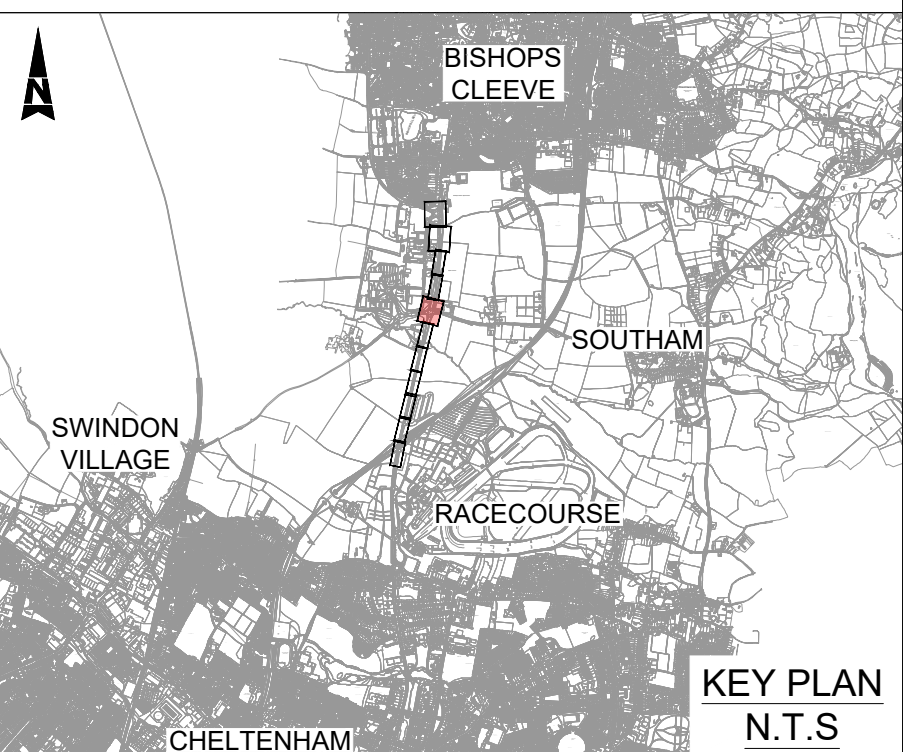 N
BISHOPS
CLEEVE
SOUTHAM
SWINDON
VILLAGE
RACECOURSE
KEY PLAN
N.T.S
CHELTENHAM